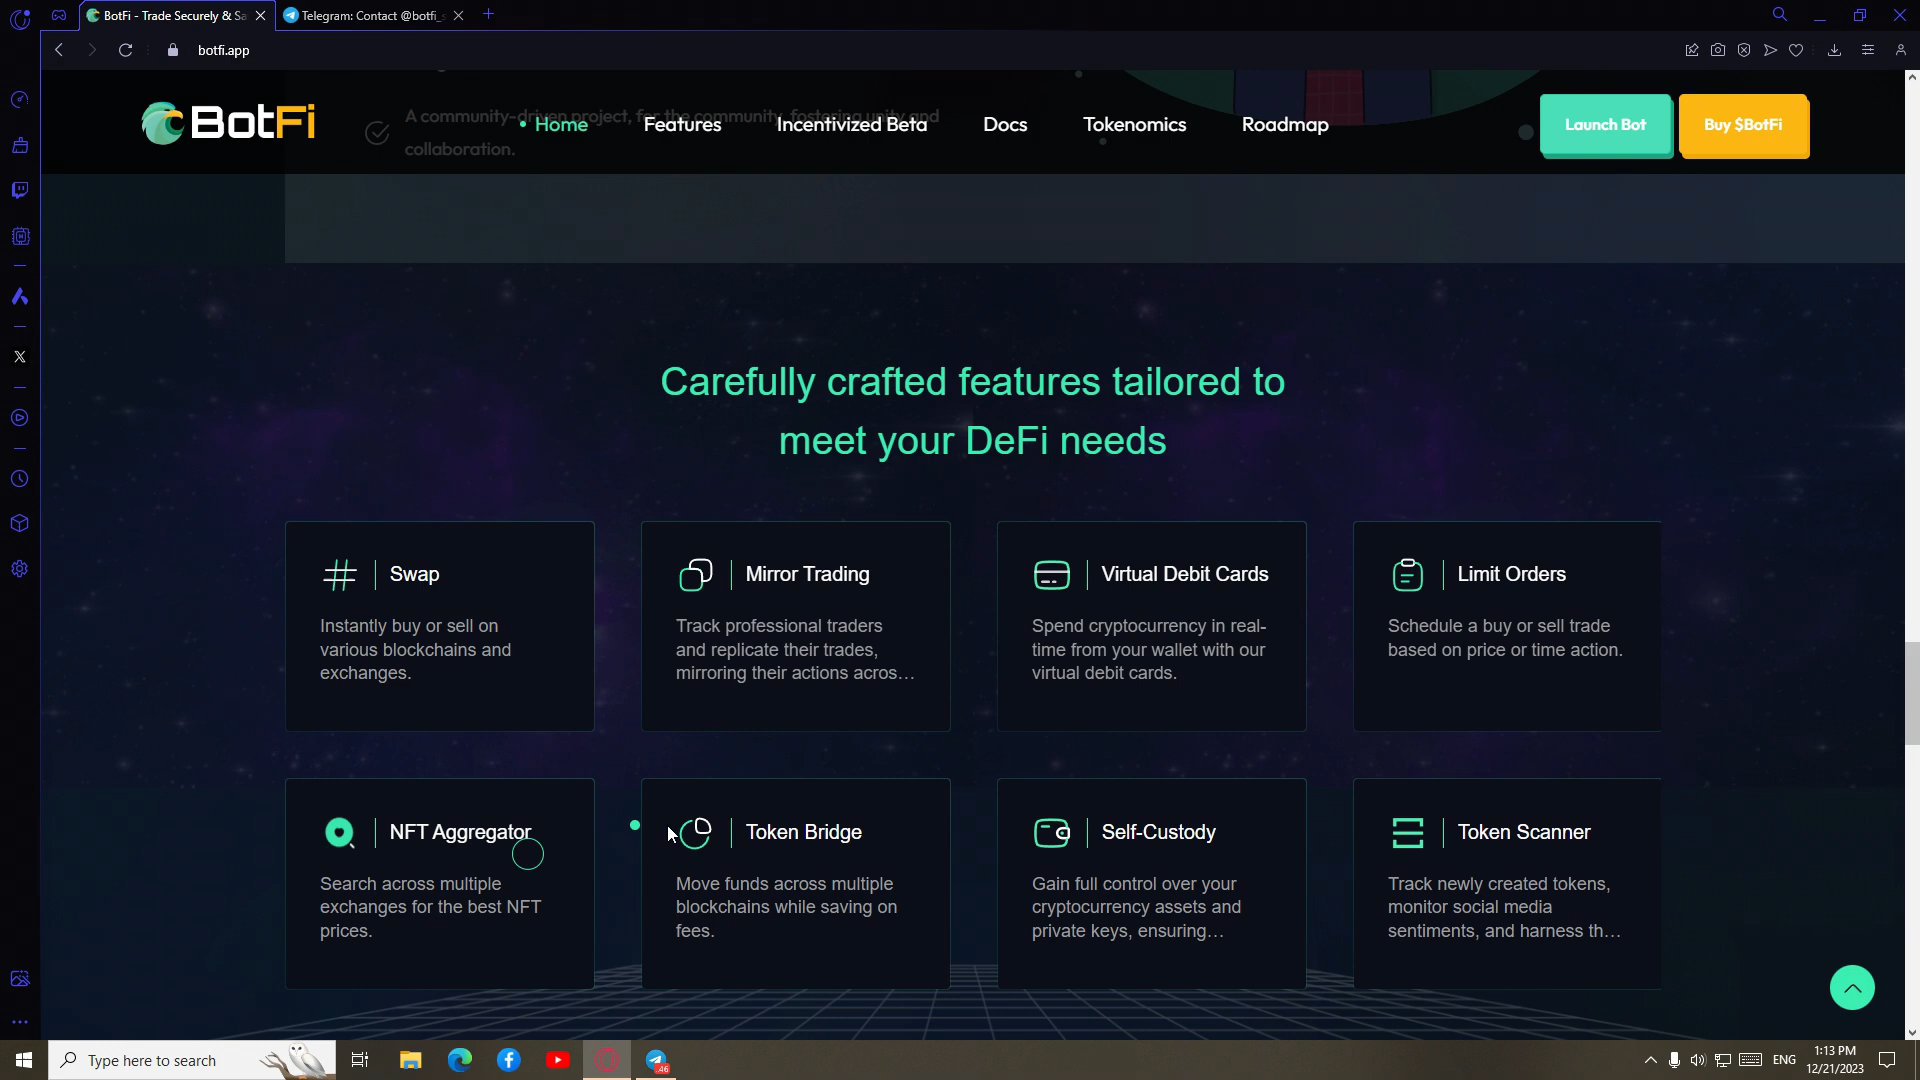 BotFi - Trade Securely & Sa
Telegram: Contact @botfi_s
botfi.app
A community-driven project, for the community, fostering unity and
collaboration.
BotFi
Home
Features
Incentivized Beta
Docs
Tokenomics
Roadmap
Launch Bot
Buy $BotFi
Carefully crafted features tailored to
meet your DeFi needs
Swap
Instantly buy or sell on
various blockchains and
exchanges.
Mirror Trading
Track professional traders
and replicate their trades,
mirroring their actions acros...
Virtual Debit Cards
Spend cryptocurrency in real-
time from your wallet with our
virtual debit cards.
Limit Orders
Schedule a buy or sell trade
based on price or time action.
NFT Aggregator
Search across multiple
exchanges for the best NFT
prices.
Token Bridge
Move funds across multiple
blockchains while saving on
fees.
Self-Custody
Gain full control over your
cryptocurrency assets and
private keys, ensuring...
Token Scanner
Track newly created tokens,
monitor social media
sentiments, and harness th...
Type here to search
46
ENG
1:13 PM
12/21/2023